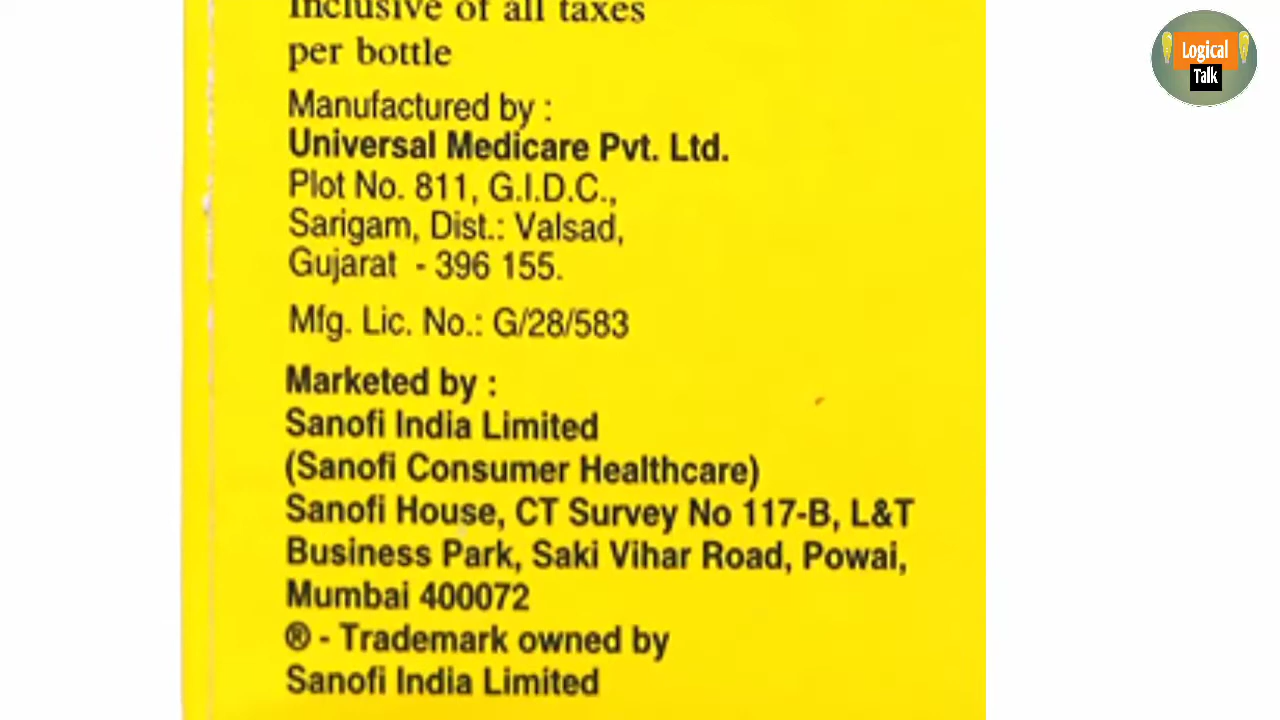 Inclusive of all taxes
per bottle
Manufactured by :
Universal Medicare Pvt. Ltd.
Plot No. 811, G.I.D.C.,
Sarigam, Dist.: Valsad,
Gujarat - 396 155.
Mfg. Lic. No.: G/28/583
Marketed by :
Sanofi India Limited
(Sanofi Consumer Healthcare)
Sanofi House, CT Survey No 117-B, L&T
Business Park, Saki Vihar Road, Powai,
Mumbai 400072
® - Trademark owned by
Sanofi India Limited
Logical
Talk